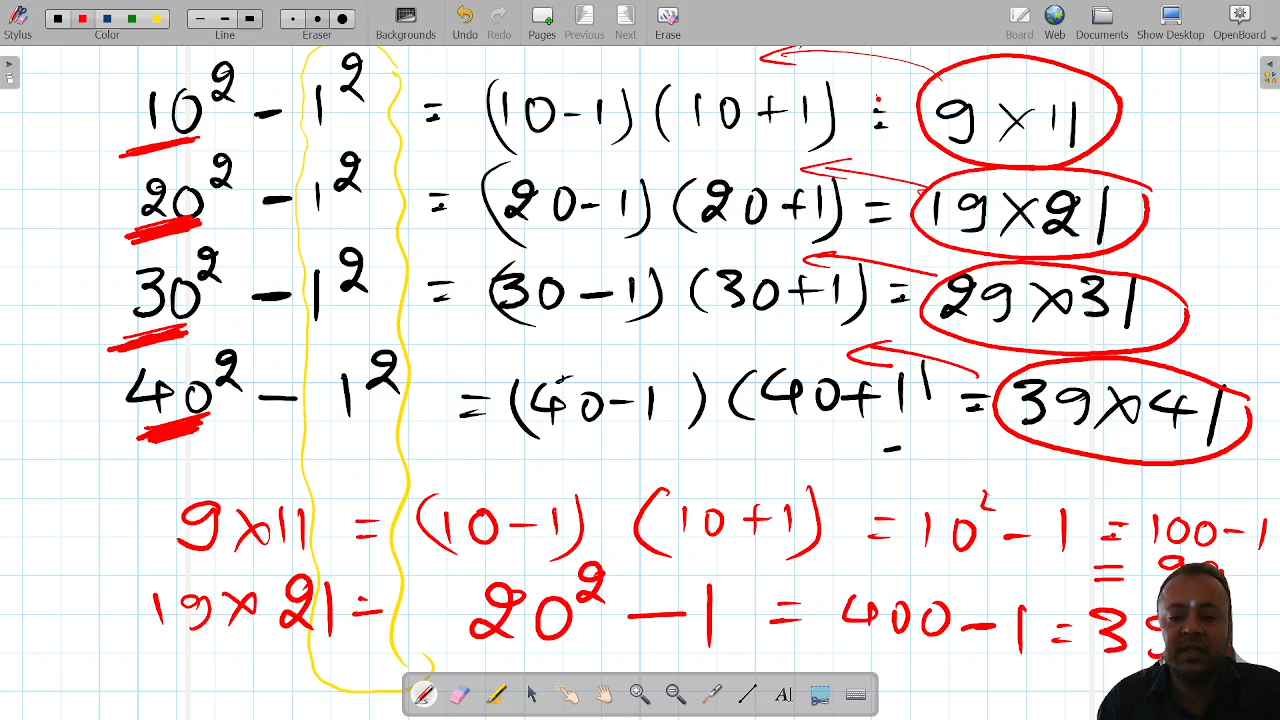 Stylus Color Line Eraser Backgrounds Undo Redo Pages Previous Next Erase Board Web Documents Show Desktop OpenBoard
10² - 1² = (10-1) (10+1) = 9 × 11
20² - 1² = (20-1) (20+1) = 19 × 21
30² - 1² = (30-1) (30+1) = 29 × 31
40² - 1² = (40-1) (40+1) = 39 × 41
9 × 11 = (10-1) (10+1) = 10² - 1 = 100-1
=
19 × 21 = 20² - 1 = 400 - 1 = 3
A